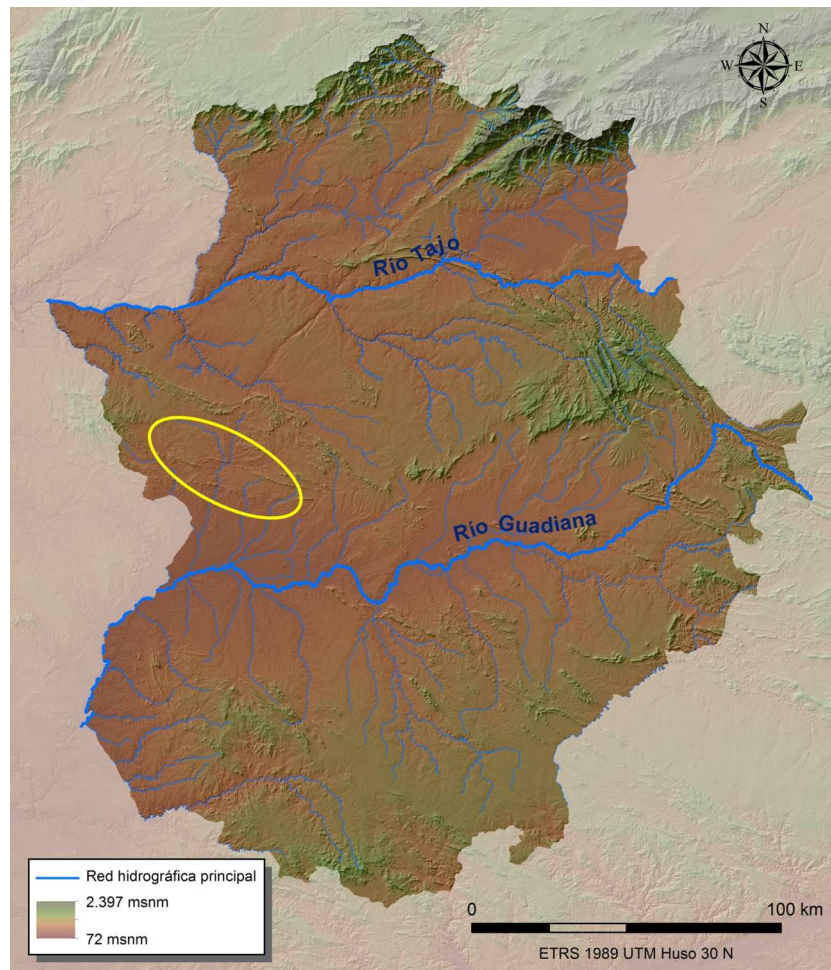 N
W E
S
Río Tajo
Río Guadiana
Red hidrográfica principal
2.397 msnm
72 msnm
0 100 km
ETRS 1989 UTM Huso 30 N